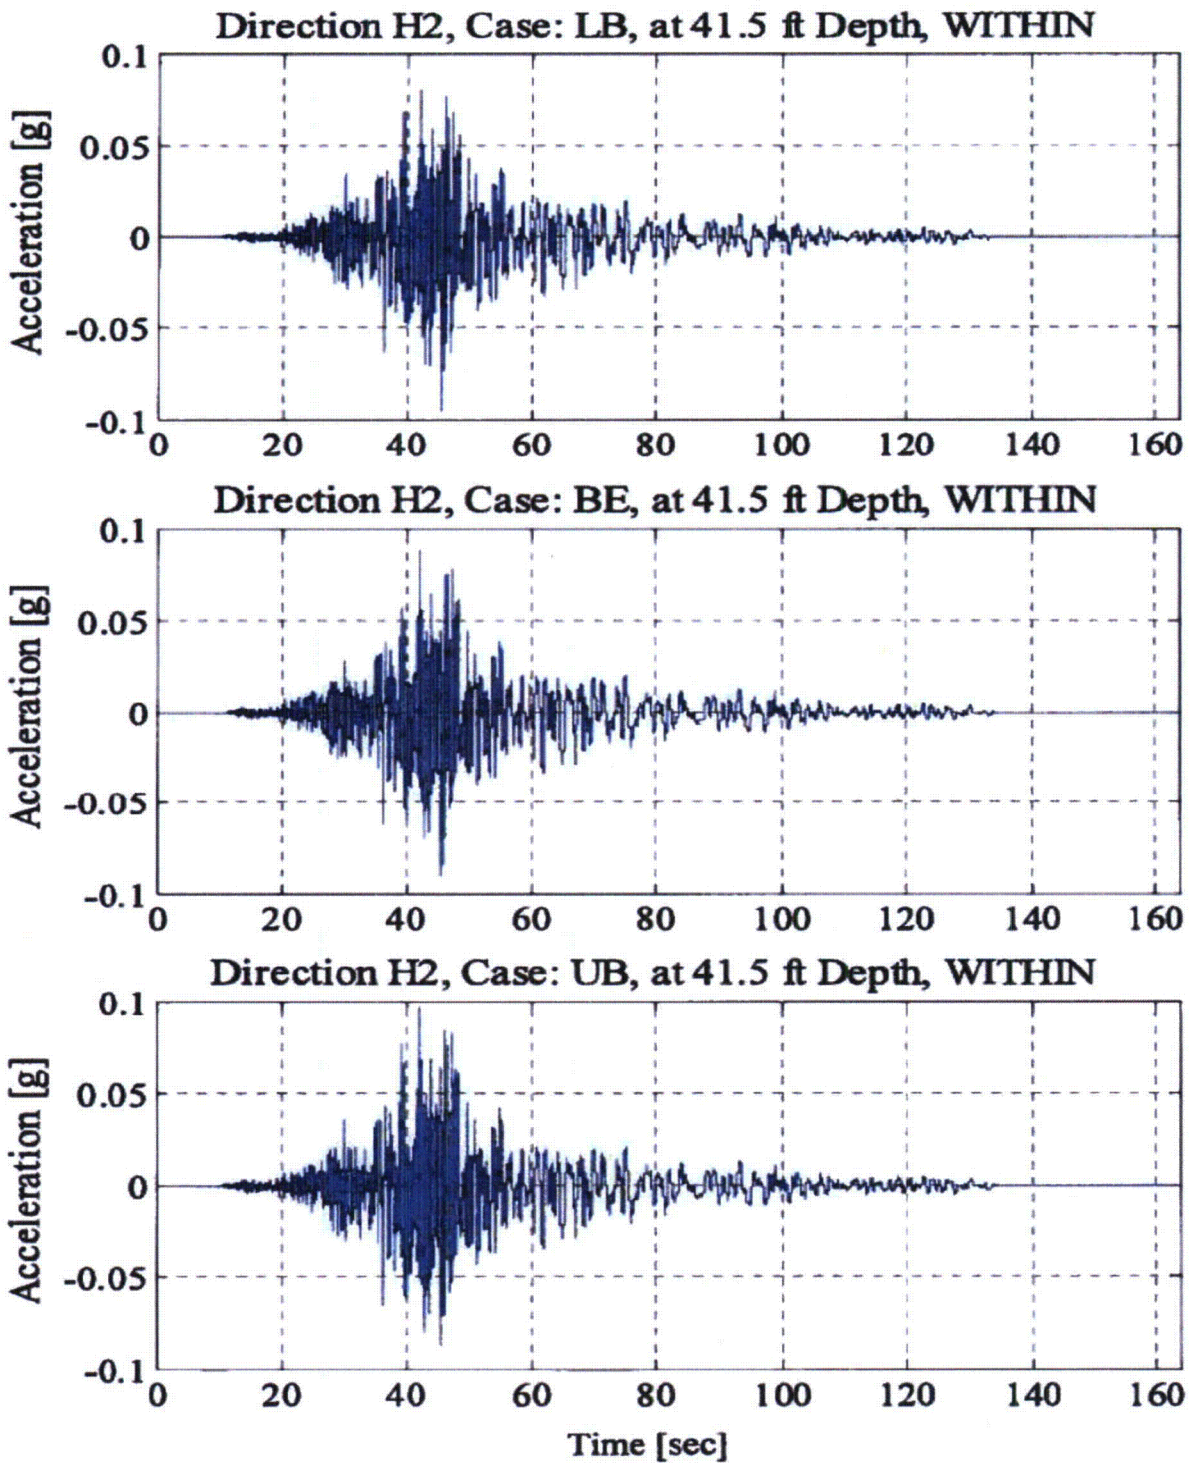 Direction H2, Case: LB, at 41.5 ft Depth, WITHIN
0.1
0.05
0
-0.05
-0.1
Acceleration [g]
0 20 40 60 80 100 120 140 160
Direction H2, Case: BE, at 41.5 ft Depth, WITHIN
0.1
0.05
0
-0.05
-0.1
Acceleration [g]
0 20 40 60 80 100 120 140 160
Direction H2, Case: UB, at 41.5 ft Depth, WITHIN
0.1
0.05
0
-0.05
-0.1
Acceleration [g]
0 20 40 60 80 100 120 140 160
Time [sec]